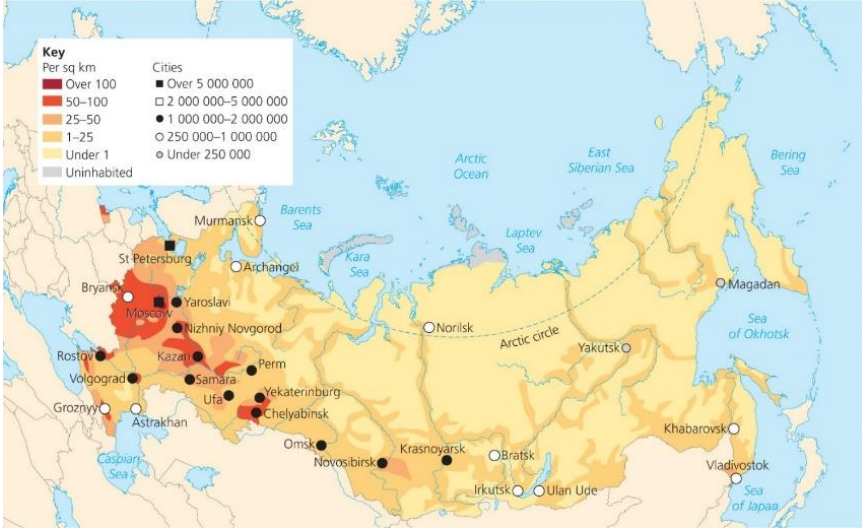 Key
Per sq km
Over 100
50–100
25–50
1–25
Under 1
Uninhabited
Cities
Over 5 000 000
2 000 000–5 000 000
1 000 000–2 000 000
250 000–1 000 000
Under 250 000
Arctic
Ocean
East
Siberian Sea
Bering
Sea
Barents
Sea
Kara
Sea
Laptev
Sea
Murmansk
St Petersburg
Archangel
Bryansk
Moscow
Yaroslavi
Nizhniy Novgorod
Magadan
Sea
of Okhotsk
Norilsk
Arctic circle
Yakutsk
Rostov
Kazan
Perm
Volgograd
Samara
Yekaterinburg
Ufa
Chelyabinsk
Groznyy
Astrakhan
Caspian
Sea
Omsk
Novosibirsk
Krasnoyarsk
Bratsk
Irkutsk
Ulan Ude
Khabarovsk
Vladivostok
Sea
of Japan